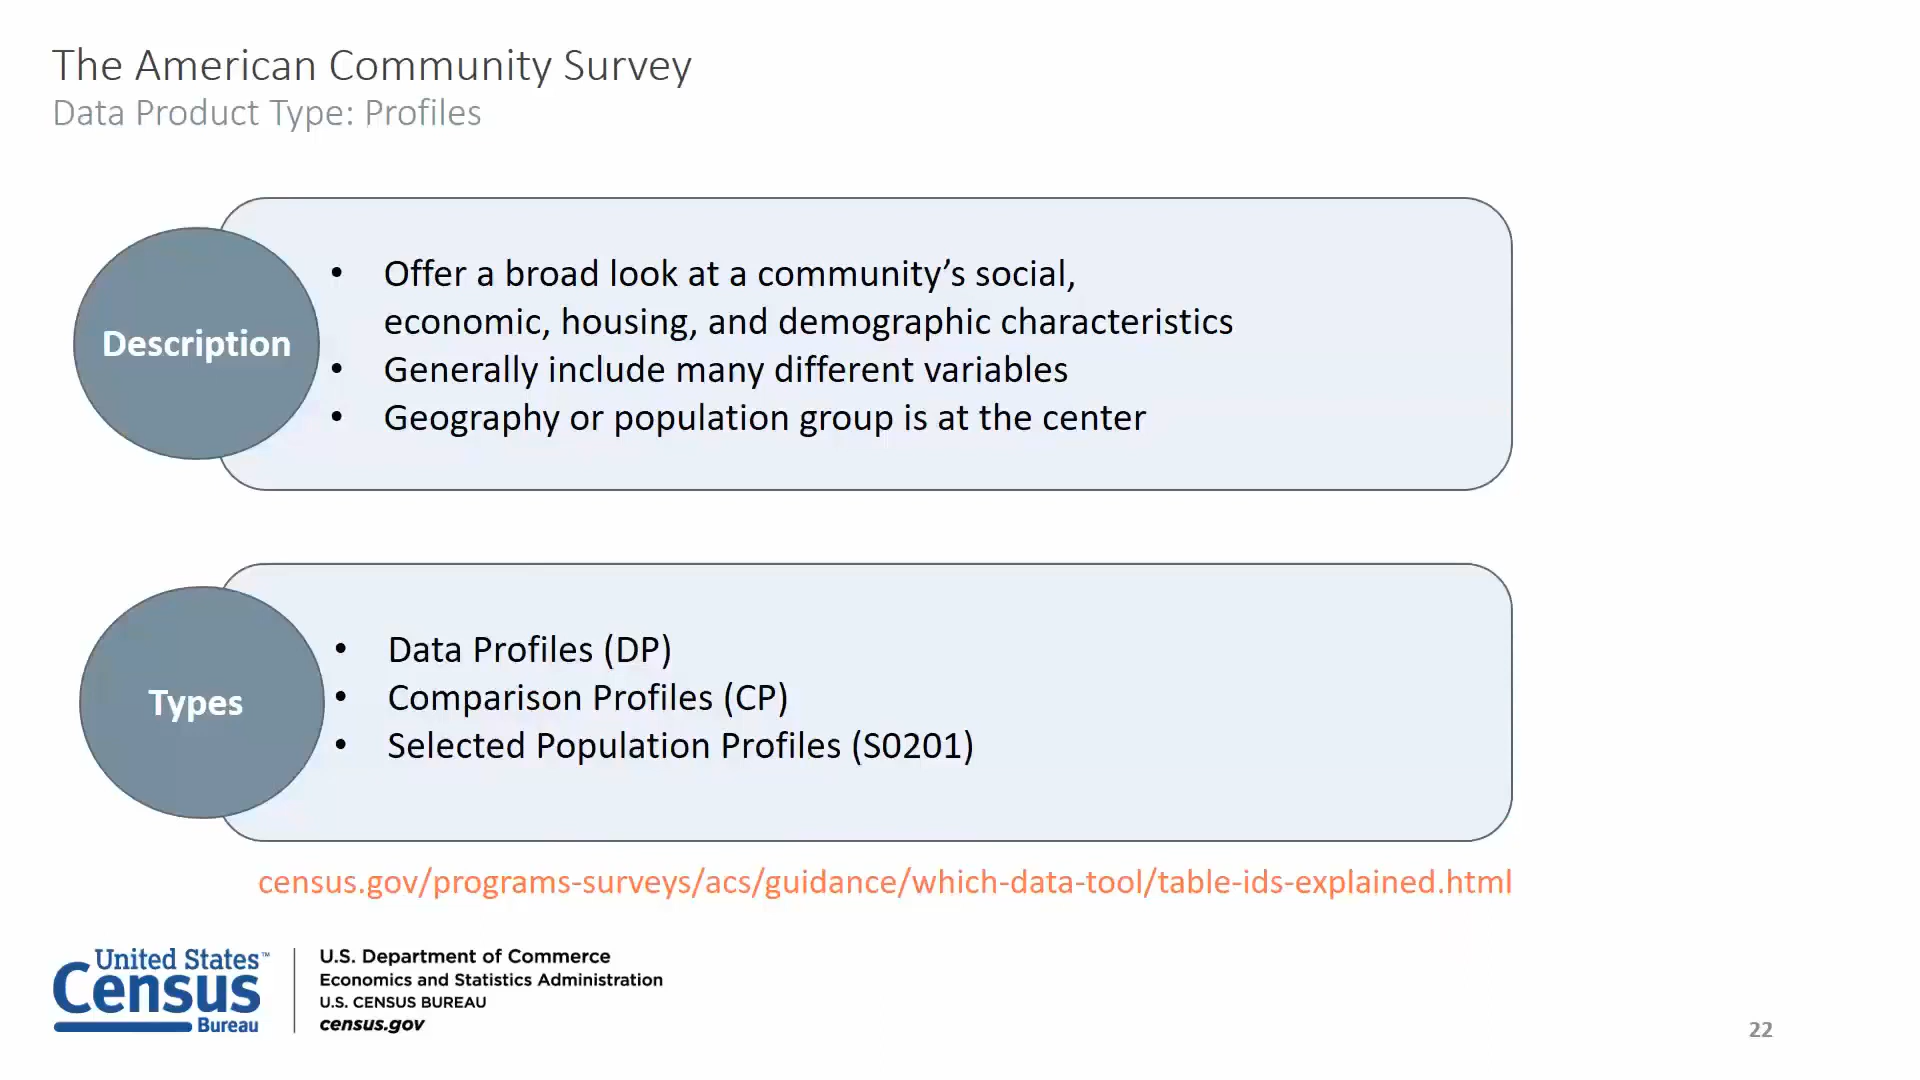 The American Community Survey
Data Product Type: Profiles
Description
• Offer a broad look at a community’s social,
economic, housing, and demographic characteristics
• Generally include many different variables
• Geography or population group is at the center
Types
• Data Profiles (DP)
• Comparison Profiles (CP)
• Selected Population Profiles (S0201)
census.gov/programs-surveys/acs/guidance/which-data-tool/table-ids-explained.html
United States™
Census
Bureau
U.S. Department of Commerce
Economics and Statistics Administration
U.S. CENSUS BUREAU
census.gov
22